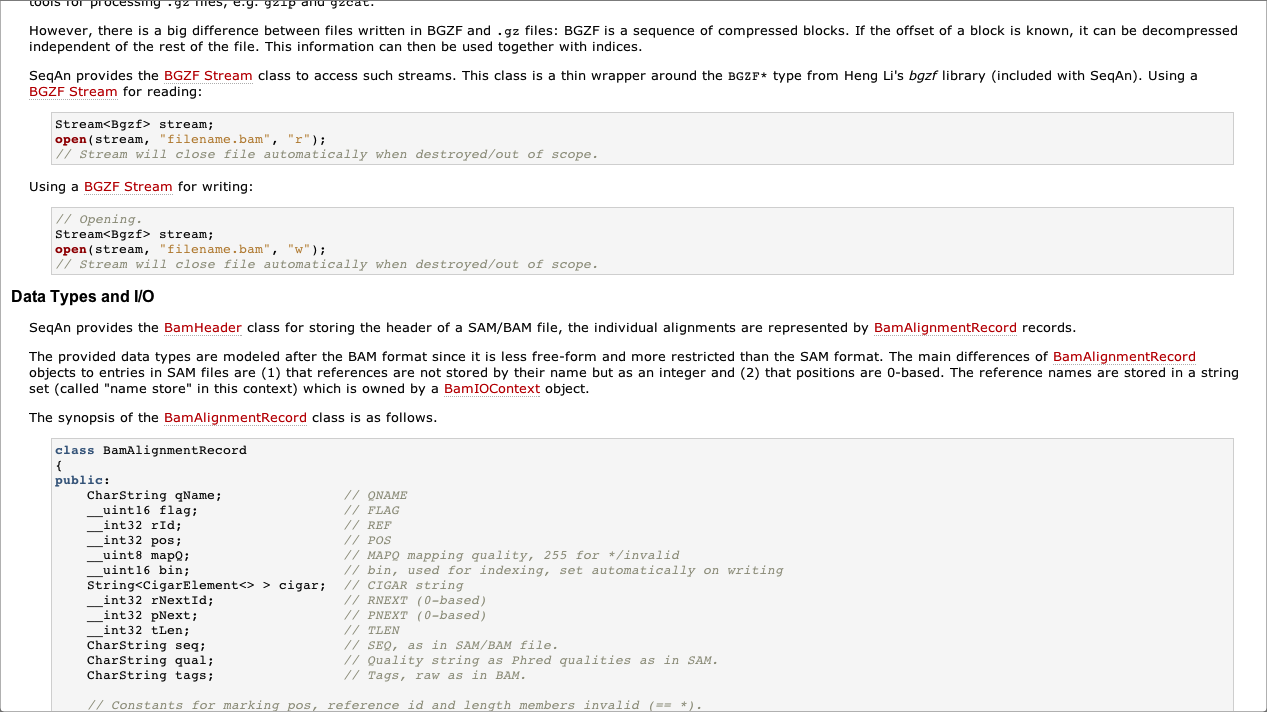 tools for processing .gz files, e.g. gzip and gzcat.
However, there is a big difference between files written in BGZF and .gz files: BGZF is a sequence of compressed blocks. If the offset of a block is known, it can be decompressed
independent of the rest of the file. This information can then be used together with indices.
SeqAn provides the BGZF Stream class to access such streams. This class is a thin wrapper around the BGZF* type from Heng Li's bgzf library (included with SeqAn). Using a
BGZF Stream for reading:
Stream<Bgzf> stream;
open(stream, "filename.bam", "r");
// Stream will close file automatically when destroyed/out of scope.
Using a BGZF Stream for writing:
// Opening.
Stream<Bgzf> stream;
open(stream, "filename.bam", "w");
// Stream will close file automatically when destroyed/out of scope.
Data Types and I/O
SeqAn provides the BamHeader class for storing the header of a SAM/BAM file, the individual alignments are represented by BamAlignmentRecord records.
The provided data types are modeled after the BAM format since it is less free-form and more restricted than the SAM format. The main differences of BamAlignmentRecord
objects to entries in SAM files are (1) that references are not stored by their name but as an integer and (2) that positions are 0-based. The reference names are stored in a string
set (called "name store" in this context) which is owned by a BamIOContext object.
The synopsis of the BamAlignmentRecord class is as follows.
class BamAlignmentRecord
{
public:
    CharString qName;               // QNAME
    __uint16 flag;                  // FLAG
    __int32 rId;                    // REF
    __int32 pos;                    // POS
    __uint8 mapQ;                   // MAPQ mapping quality, 255 for */invalid
    __uint16 bin;                   // bin, used for indexing, set automatically on writing
    String<CigarElement<> > cigar;  // CIGAR string
    __int32 rNextId;                // RNEXT (0-based)
    __int32 pNext;                  // PNEXT (0-based)
    __int32 tLen;                   // TLEN
    CharString seq;                 // SEQ, as in SAM/BAM file.
    CharString qual;                // Quality string as Phred qualities as in SAM.
    CharString tags;                // Tags, raw as in BAM.
    // Constants for marking pos, reference id and length members invalid (== *).